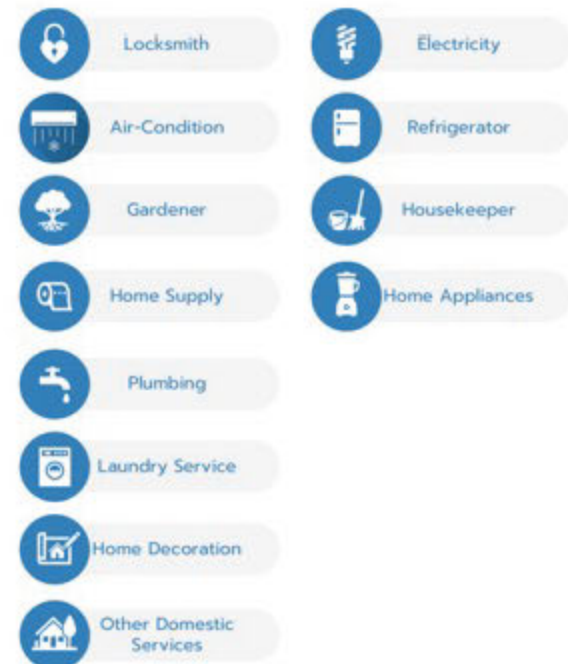 Locksmith
Electricity
Air-Condition
Refrigerator
Gardener
Housekeeper
Home Supply
Home Appliances
Plumbing
Laundry Service
Home Decoration
Other Domestic
Services